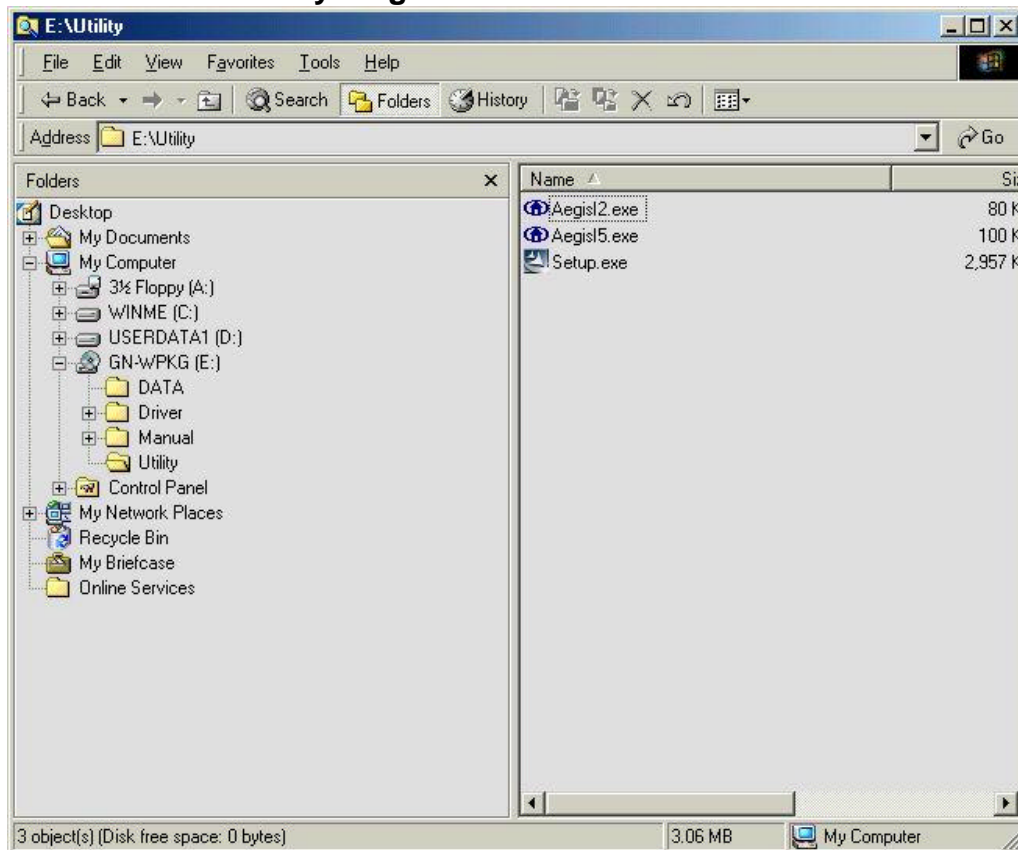 E:\Utility
File Edit View Favorites Tools Help
Back Search Folders History
Address E:\Utility Go
Folders
Desktop
My Documents
My Computer
3½ Floppy (A:)
WINME (C:)
USERDATA1 (D:)
GN-WPKG (E:)
DATA
Driver
Manual
Utility
Control Panel
My Network Places
Recycle Bin
My Briefcase
Online Services
Name Si
AegisI2.exe 80 K
AegisI5.exe 100 K
Setup.exe 2,957 K
3 object(s) (Disk free space: 0 bytes) 3.06 MB My Computer